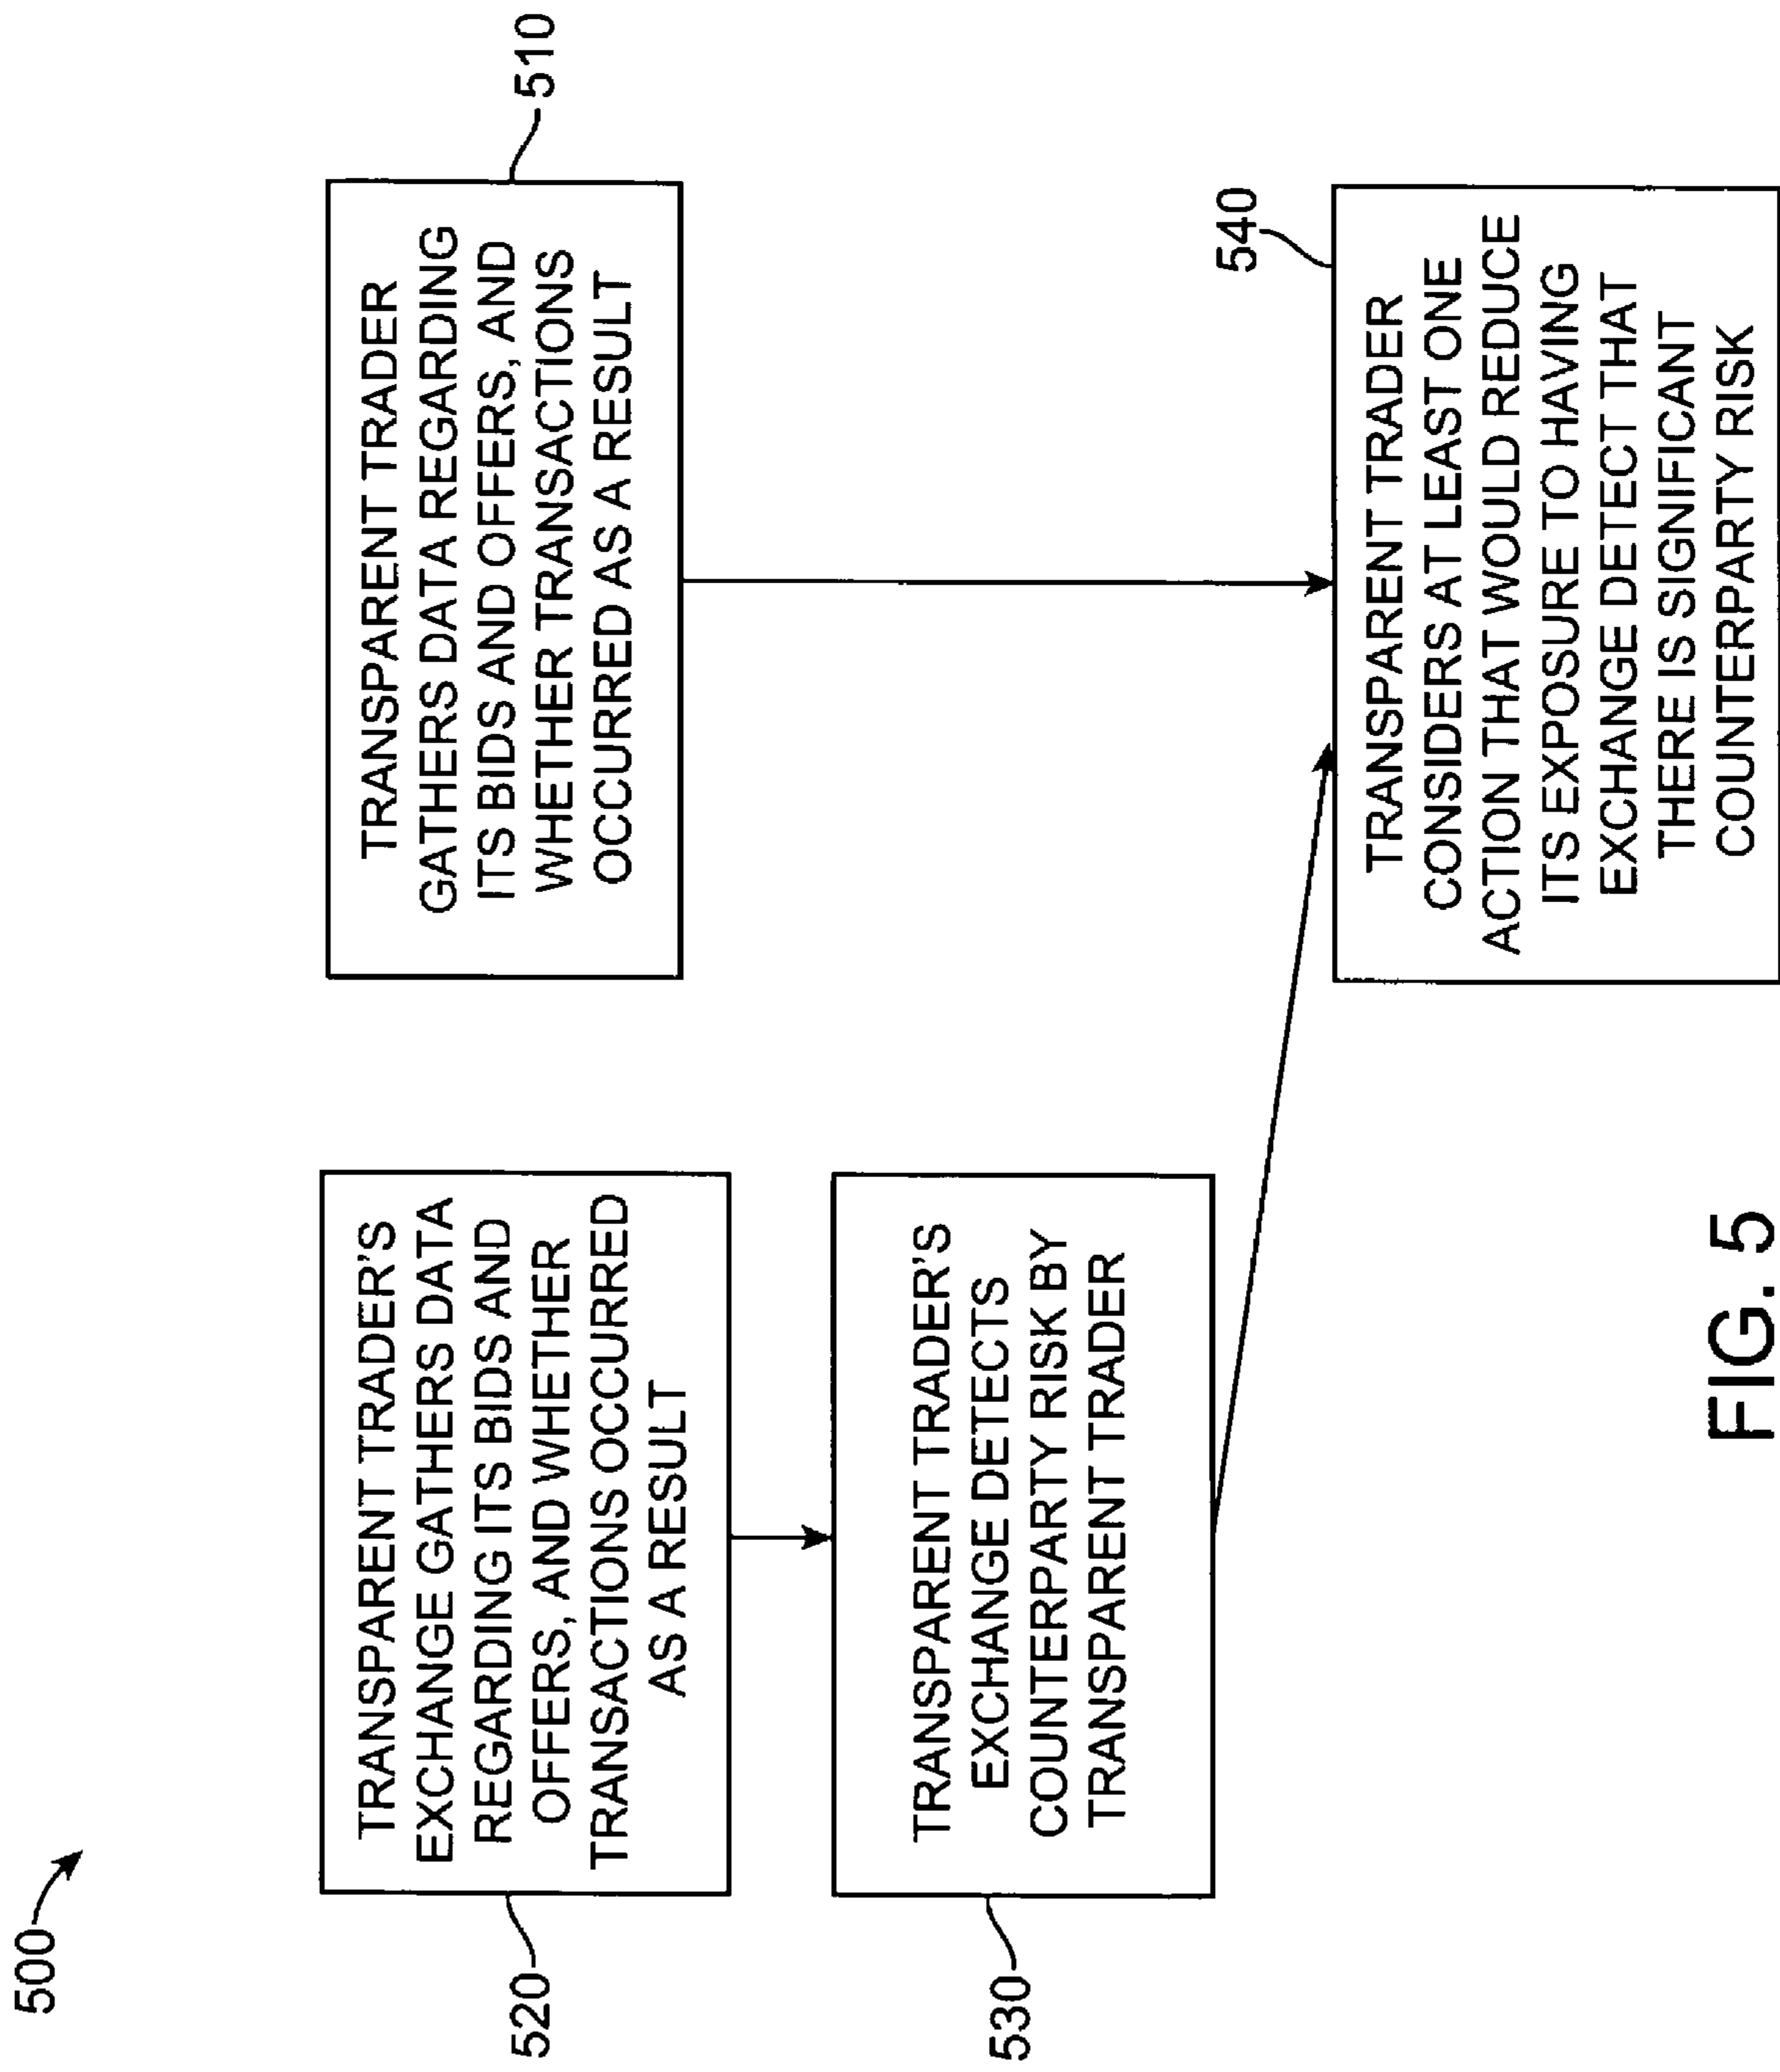 500
520
TRANSPARENT TRADER'S
EXCHANGE GATHERS DATA
REGARDING ITS BIDS AND
OFFERS, AND WHETHER
TRANSACTIONS OCCURRED
AS A RESULT
TRANSPARENT TRADER
GATHERS DATA REGARDING
ITS BIDS AND OFFERS, AND
WHETHER TRANSACTIONS
OCCURRED AS A RESULT
510
530
TRANSPARENT TRADER'S
EXCHANGE DETECTS
COUNTERPARTY RISK BY
TRANSPARENT TRADER
540
TRANSPARENT TRADER
CONSIDERS AT LEAST ONE
ACTION THAT WOULD REDUCE
ITS EXPOSURE TO HAVING
EXCHANGE DETECT THAT
THERE IS SIGNIFICANT
COUNTERPARTY RISK
FIG. 5